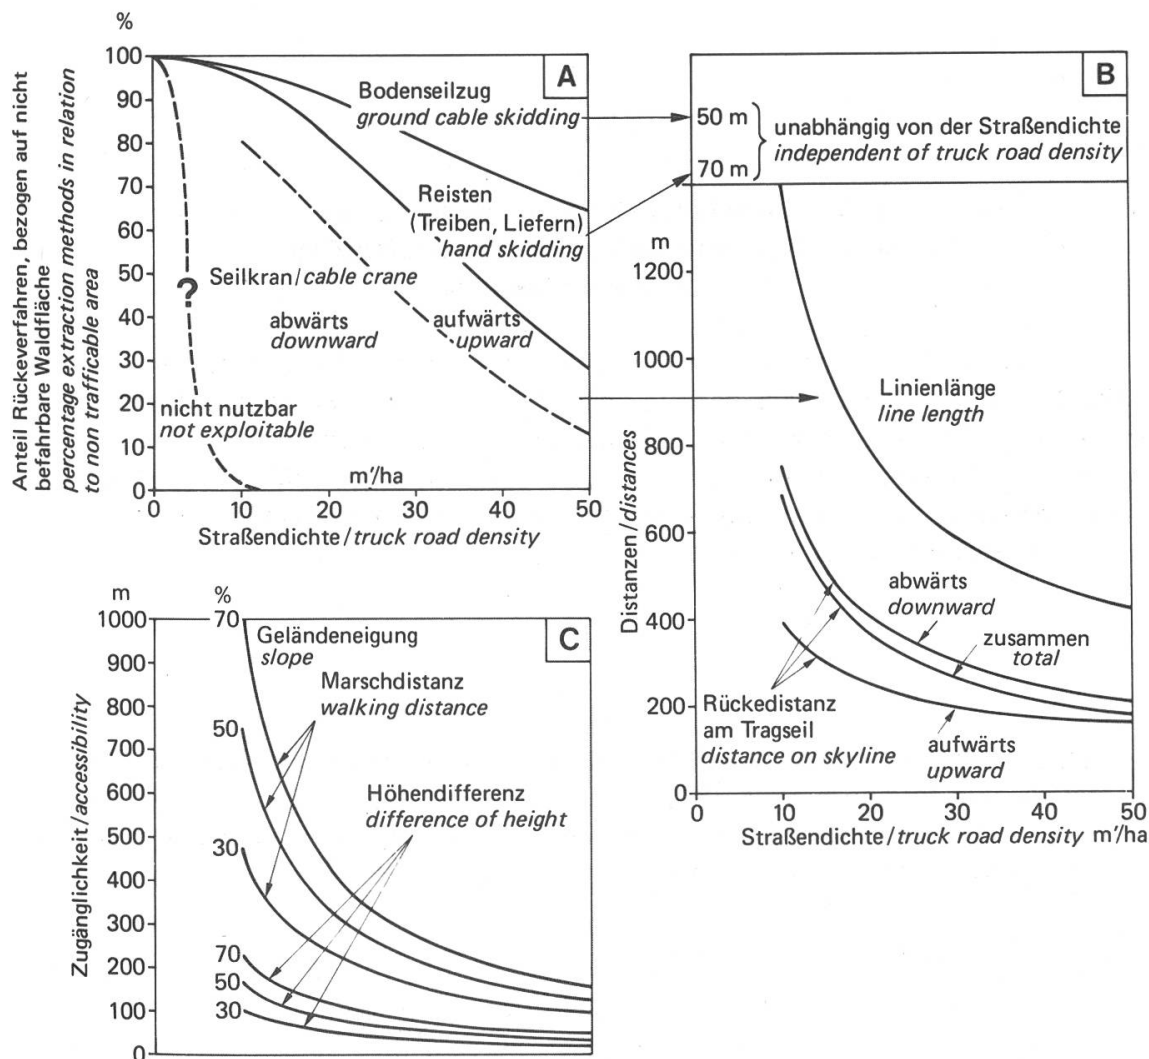 %
Anteil Rückeverfahren, bezogen auf nicht
befahrbare Waldfläche
percentage extraction methods in relation
to non trafficable area
100
90
80
70
60
50
40
30
20
10
0
A
Bodenseilzug
ground cable skidding
Reisten
(Treiben, Liefern)
hand skidding
Seilkran/cable crane
?
abwärts
downward
aufwärts
upward
nicht nutzbar
not exploitable
m'/ha
0 10 20 30 40 50
Straßendichte/truck road density
B
50 m
70 m
unabhängig von der Straßendichte
independent of truck road density
m
1200
1000
800
600
400
200
0
Distanzen/distances
Linienlänge
line length
abwärts
downward
zusammen
total
Rückedistanz
am Tragseil
distance on skyline
aufwärts
upward
0 10 20 30 40 50
Straßendichte/truck road density m'/ha
C
m
%
1000
900
800
700
600
500
400
300
200
100
0
Zugänglichkeit/accessibility
70
Geländeneigung
slope
Marschdistanz
walking distance
50
30
Höhendifferenz
difference of height
70
50
30